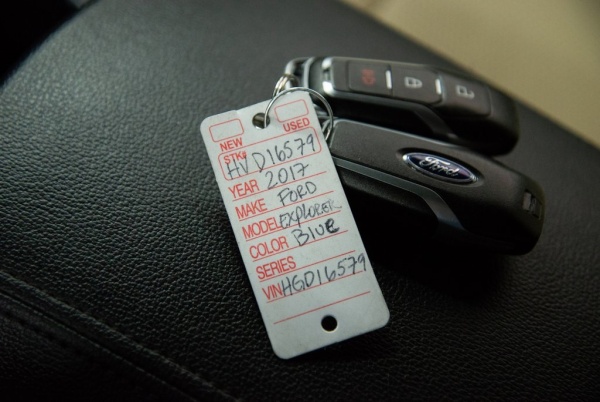 NEW USED
STK# HVD16579
YEAR 2017
MAKE FORD
MODEL EXPLORER
COLOR BLUE
SERIES
VIN HGD16579
Ford